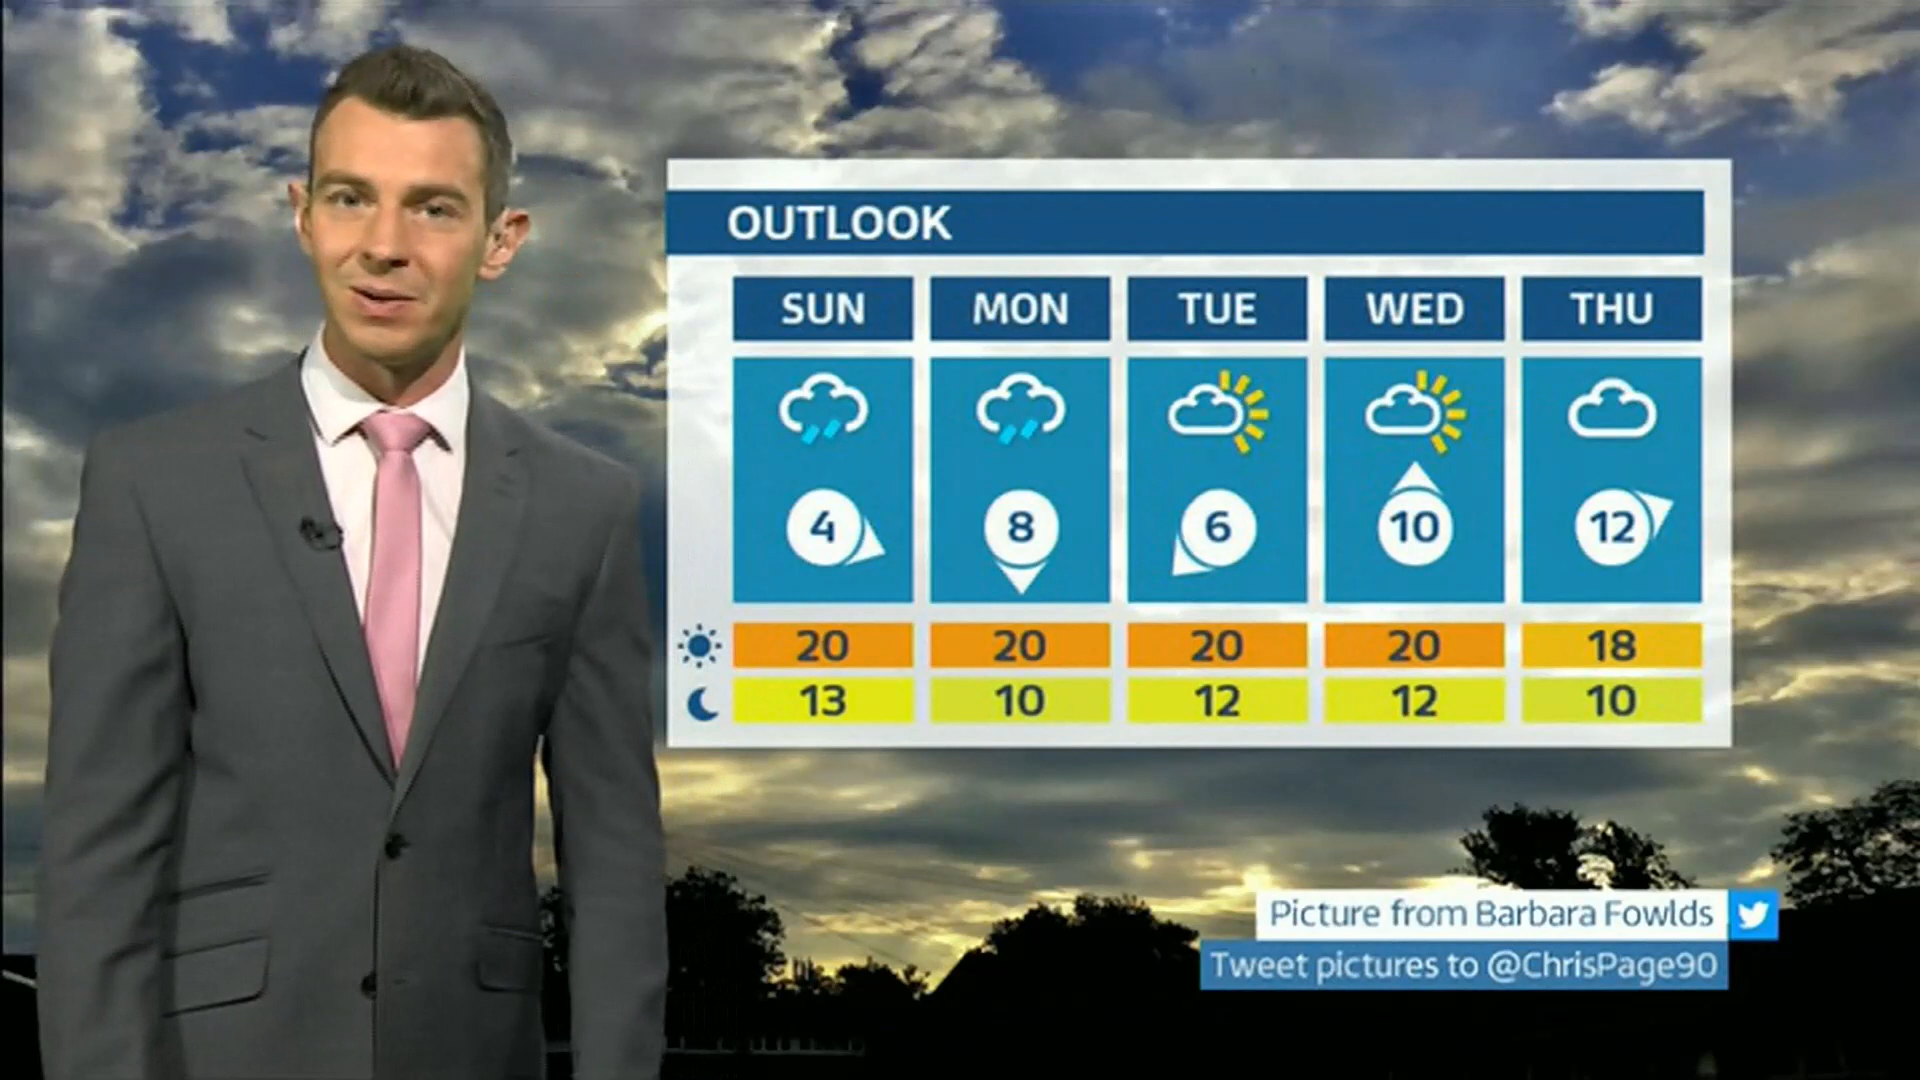 OUTLOOK
SUN MON TUE WED THU
4 8 6 10 12
20 20 20 20 18
13 10 12 12 10
Picture from Barbara Fowlds
Tweet pictures to @ChrisPage90